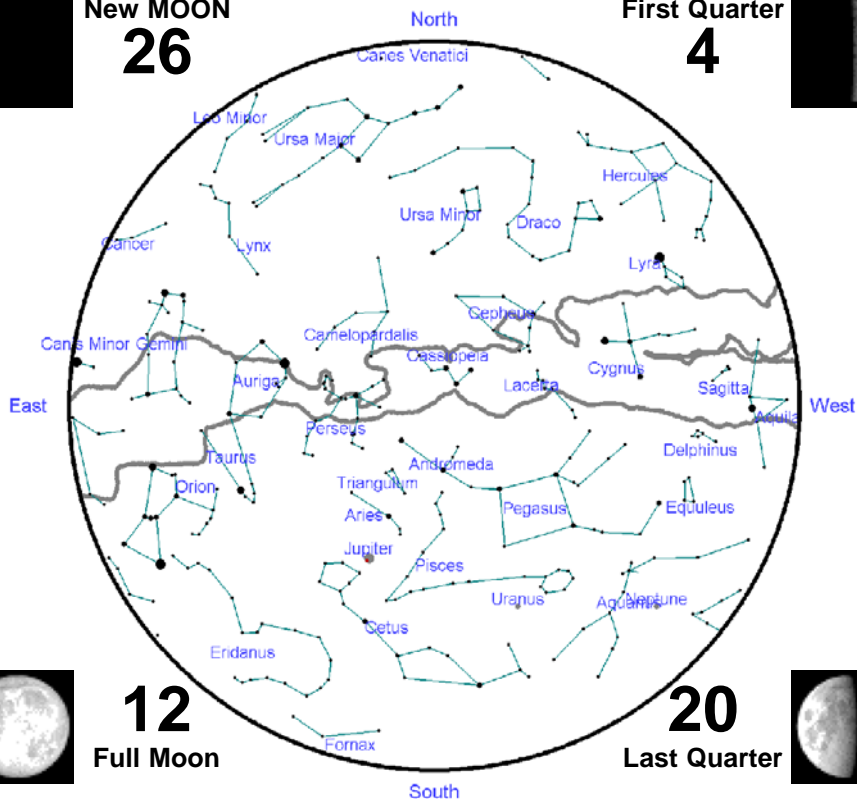 New MOON
26
North
First Quarter
4
Canes Venatici
Leo Minor
Ursa Major
Hercules
Ursa Minor
Draco
Cancer
Lynx
Lyra
Cepheus
Camelopardalis
Canis Minor
Gemini
Cassiopeia
Cygnus
Auriga
Lacerta
Sagitta
East
West
Aquila
Perseus
Delphinus
Taurus
Andromeda
Triangulum
Orion
Pegasus
Equuleus
Aries
Jupiter
Pisces
Uranus
Aquarius
Neptune
Cetus
Eridanus
12
Full Moon
20
Last Quarter
Fornax
South